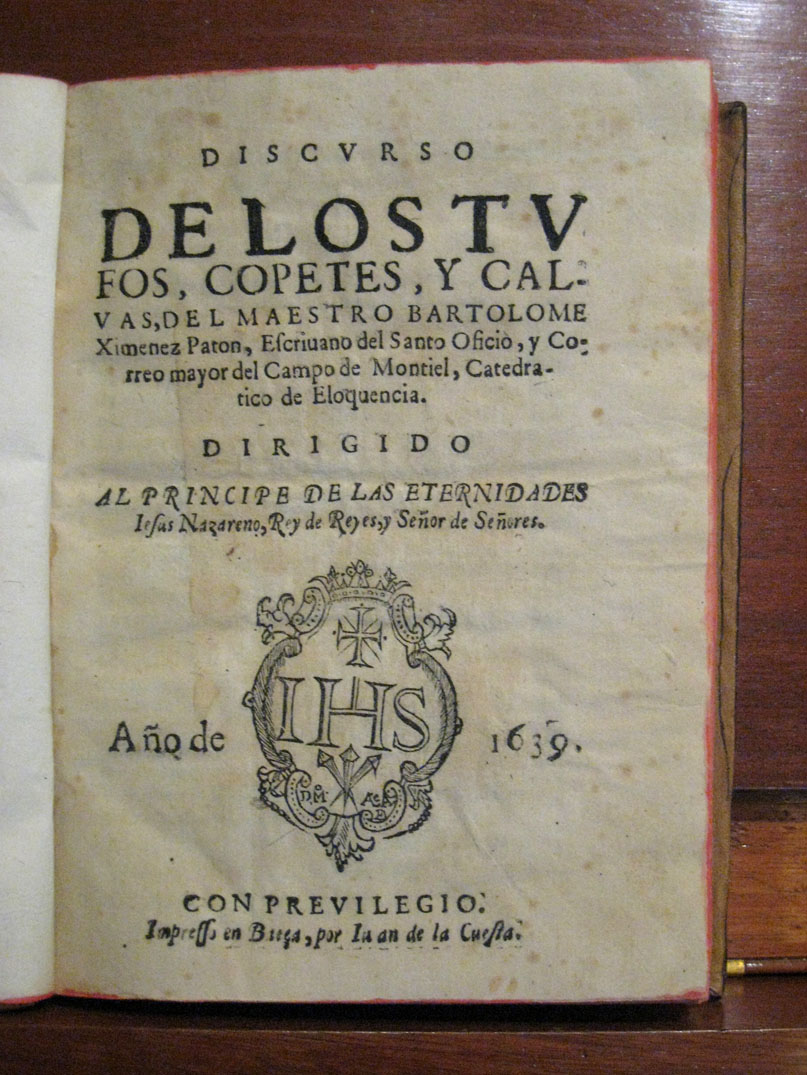 DISCVRSO
DE LOS TV
FOS, COPETES, Y CAL-
VAS, DEL MAESTRO BARTOLOME
Ximenez Paton, Eſcriuano del Santo Oficio, y Co-
rreo mayor del Campo de Montiel, Catedra-
tico de Eloquencia.
DIRIGIDO
AL PRINCIPE DE LAS ETERNIDADES
Ieſus Nazareno, Rey de Reyes, y Señor de Señores.
IHS
Año de 1639.
CON PREVILEGIO.
Impreſſo en Baeça, por Iuan de la Cueſta.